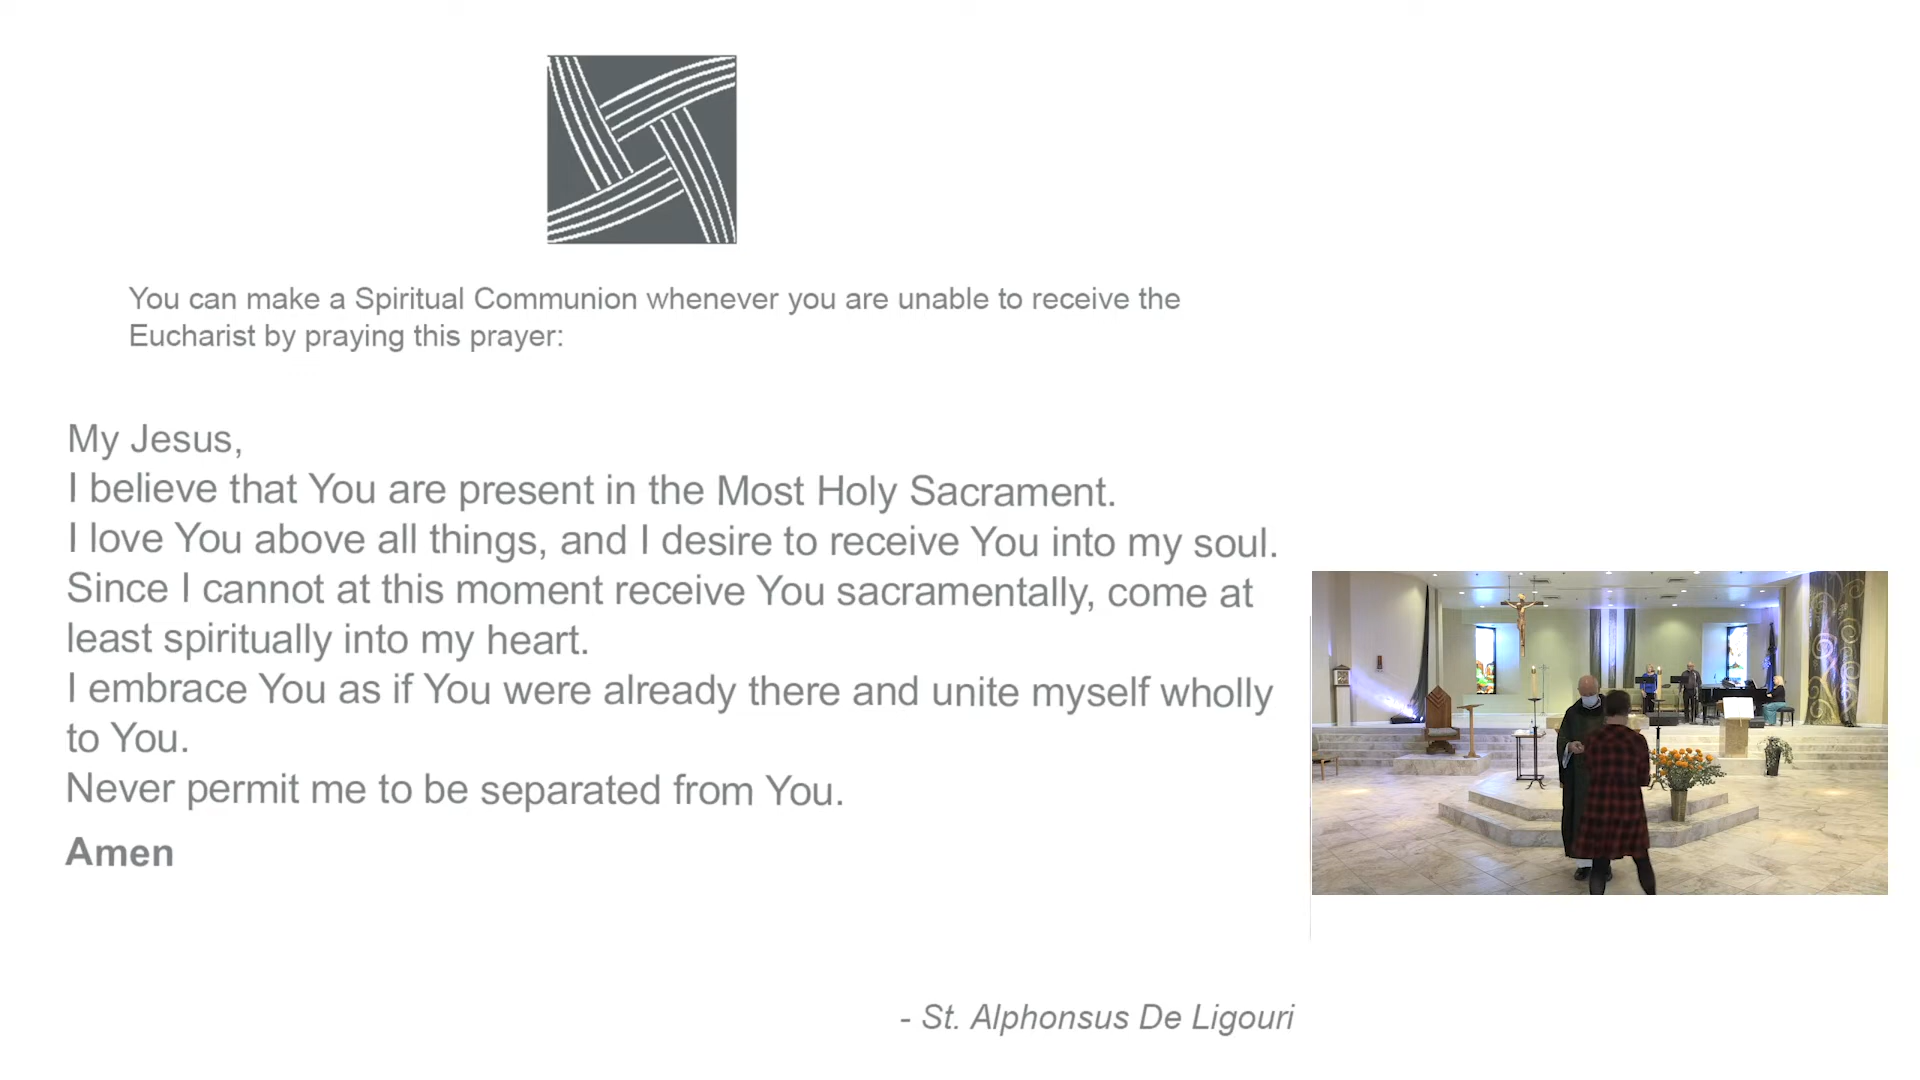 You can make a Spiritual Communion whenever you are unable to receive the
Eucharist by praying this prayer:
My Jesus,
I believe that You are present in the Most Holy Sacrament.
I love You above all things, and I desire to receive You into my soul.
Since I cannot at this moment receive You sacramentally, come at
least spiritually into my heart.
I embrace You as if You were already there and unite myself wholly
to You.
Never permit me to be separated from You.
Amen
- St. Alphonsus De Ligouri